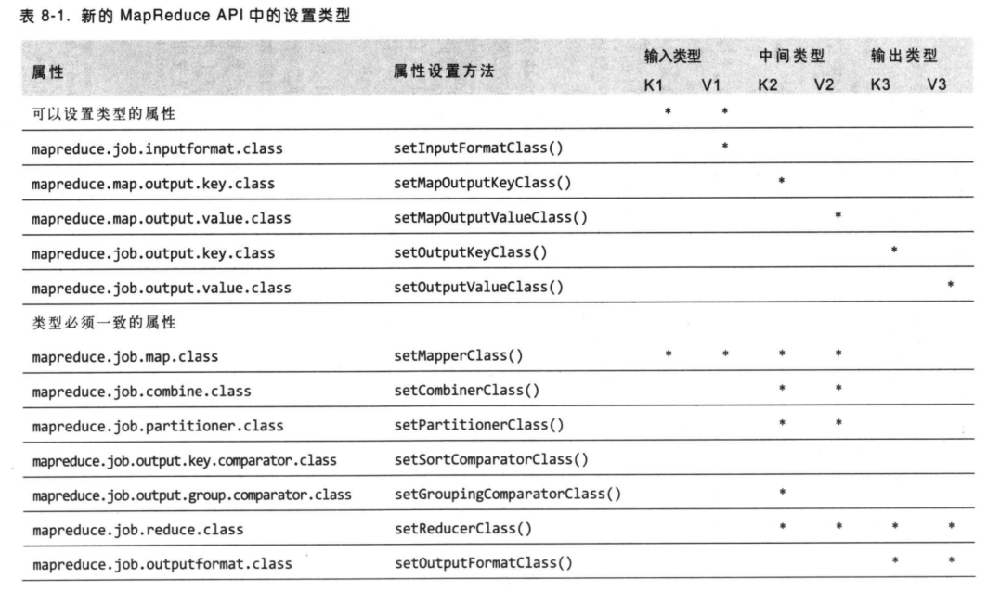 表 8-1. 新的 MapReduce API 中的设置类型
属性 属性设置方法 输入类型 中间类型 输出类型
K1 V1 K2 V2 K3 V3
可以设置类型的属性 * *
mapreduce.job.inputformat.class setInputFormatClass() *
mapreduce.map.output.key.class setMapOutputKeyClass() *
mapreduce.map.output.value.class setMapOutputValueClass() *
mapreduce.job.output.key.class setOutputKeyClass() *
mapreduce.job.output.value.class setOutputValueClass() *
类型必须一致的属性
mapreduce.job.map.class setMapperClass() * * * *
mapreduce.job.combine.class setCombinerClass() * *
mapreduce.job.partitioner.class setPartitionerClass() * *
mapreduce.job.output.key.comparator.class setSortComparatorClass()
mapreduce.job.output.group.comparator.class setGroupingComparatorClass() *
mapreduce.job.reduce.class setReducerClass() * * * *
mapreduce.job.outputformat.class setOutputFormatClass() * *